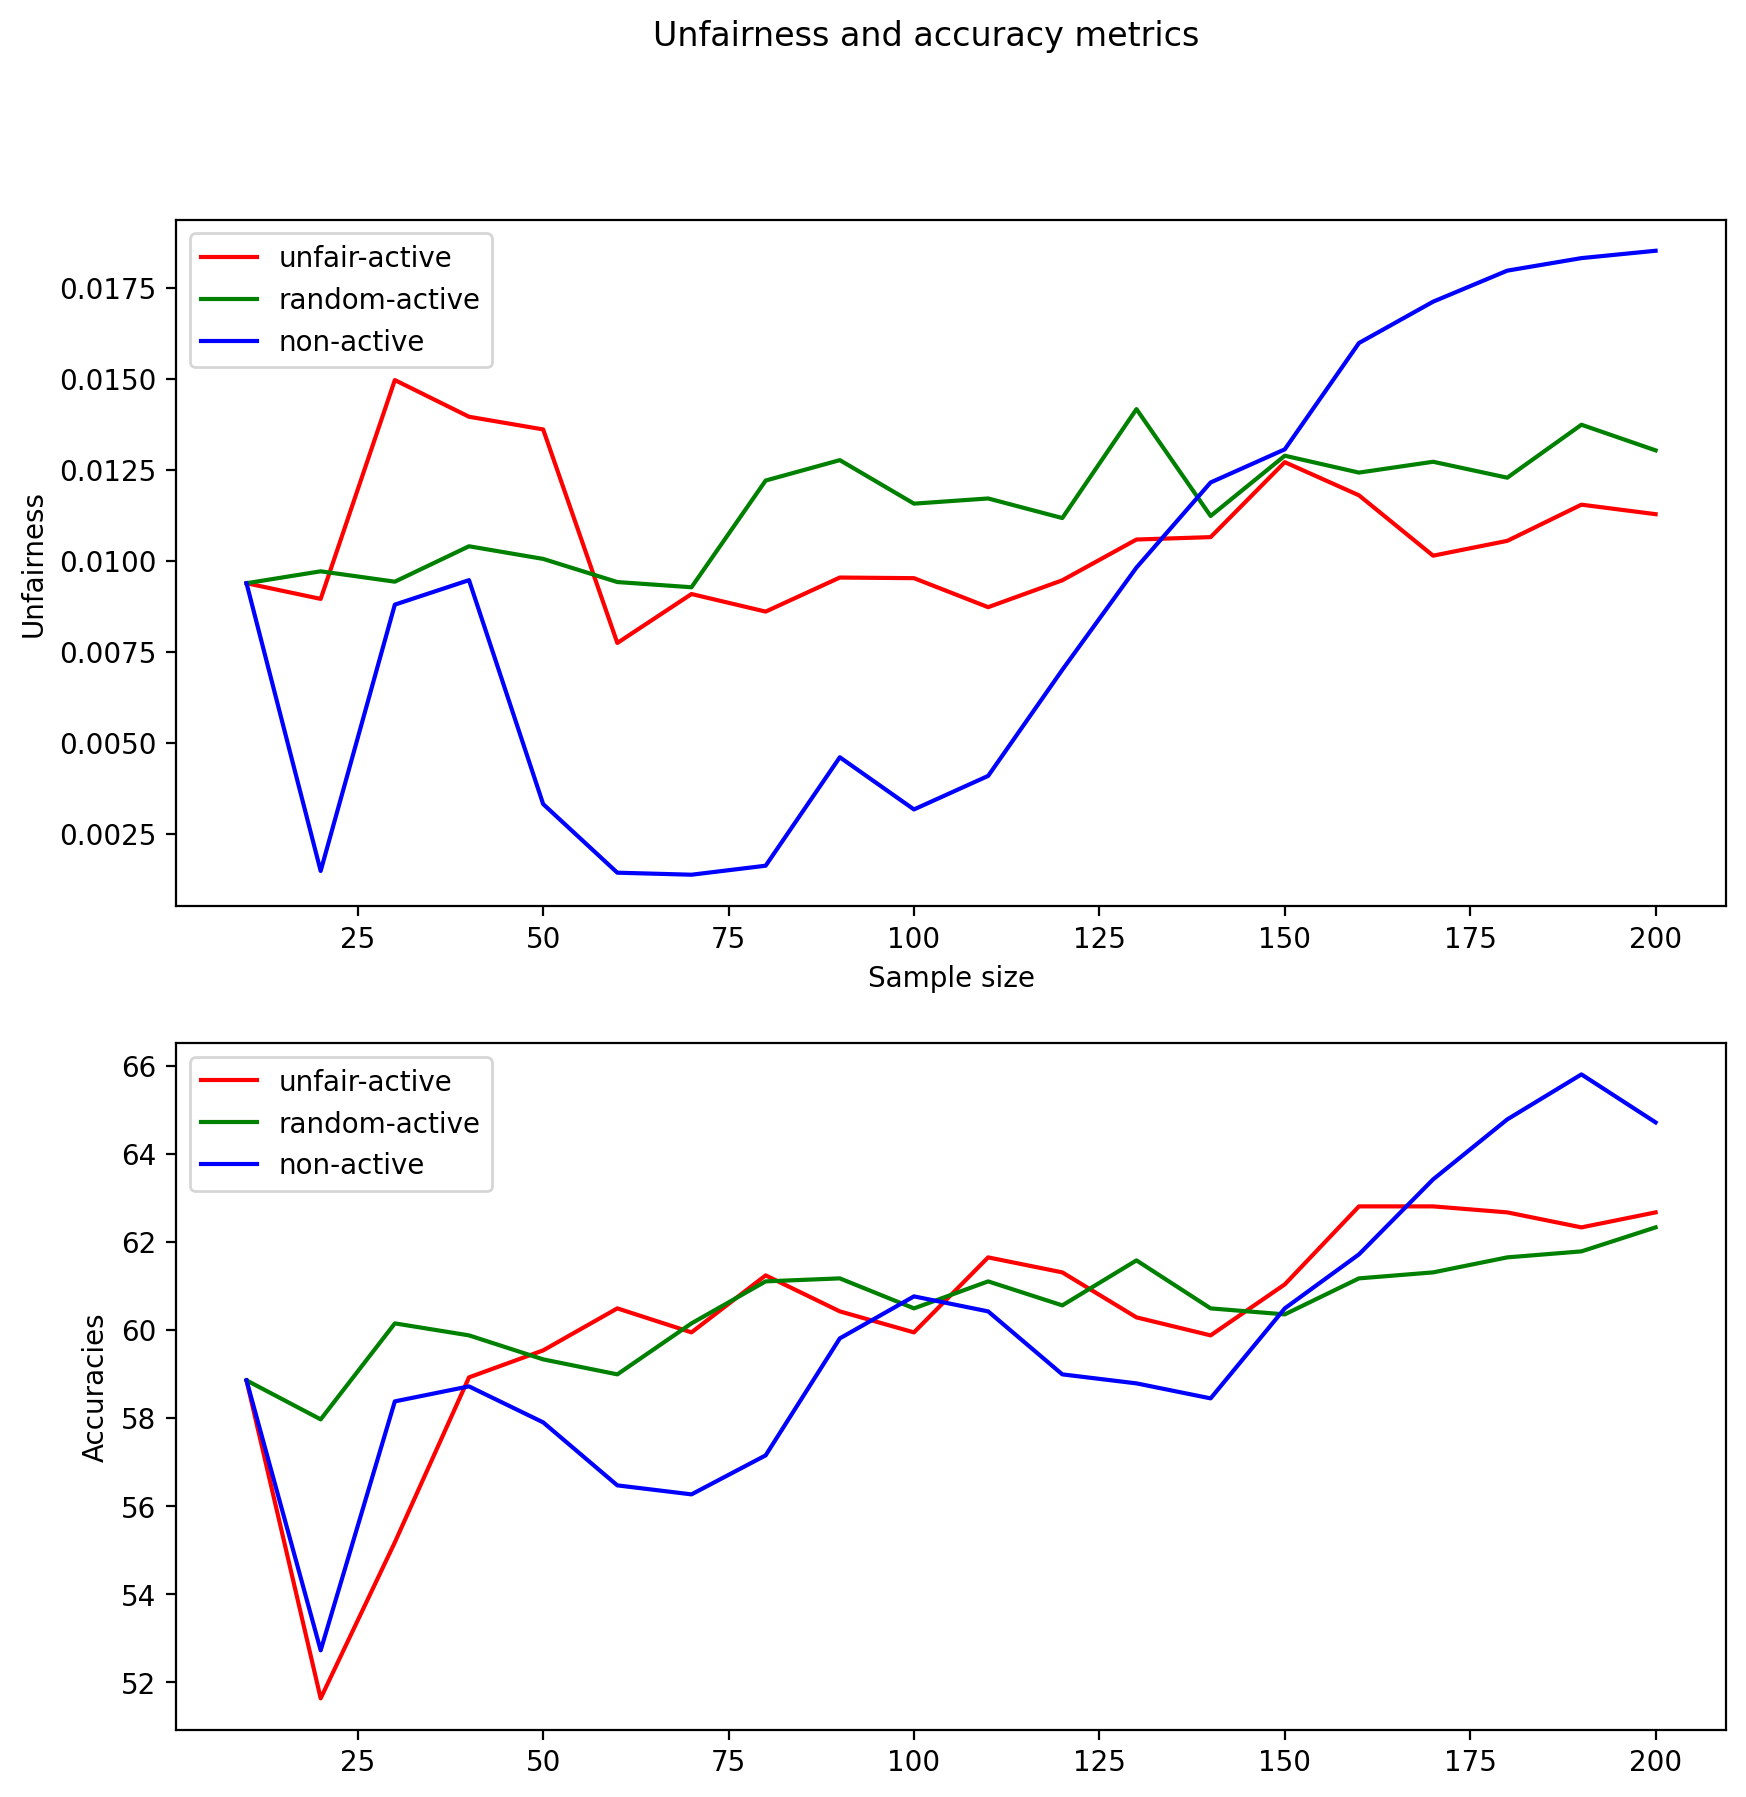 Unfairness and accuracy metrics
unfair-active
random-active
non-active
0.0175
0.0150
0.0125
0.0100
0.0075
0.0050
0.0025
Unfairness
25 50 75 100 125 150 175 200
Sample size
unfair-active
random-active
non-active
66
64
62
60
58
56
54
52
Accuracies
25 50 75 100 125 150 175 200